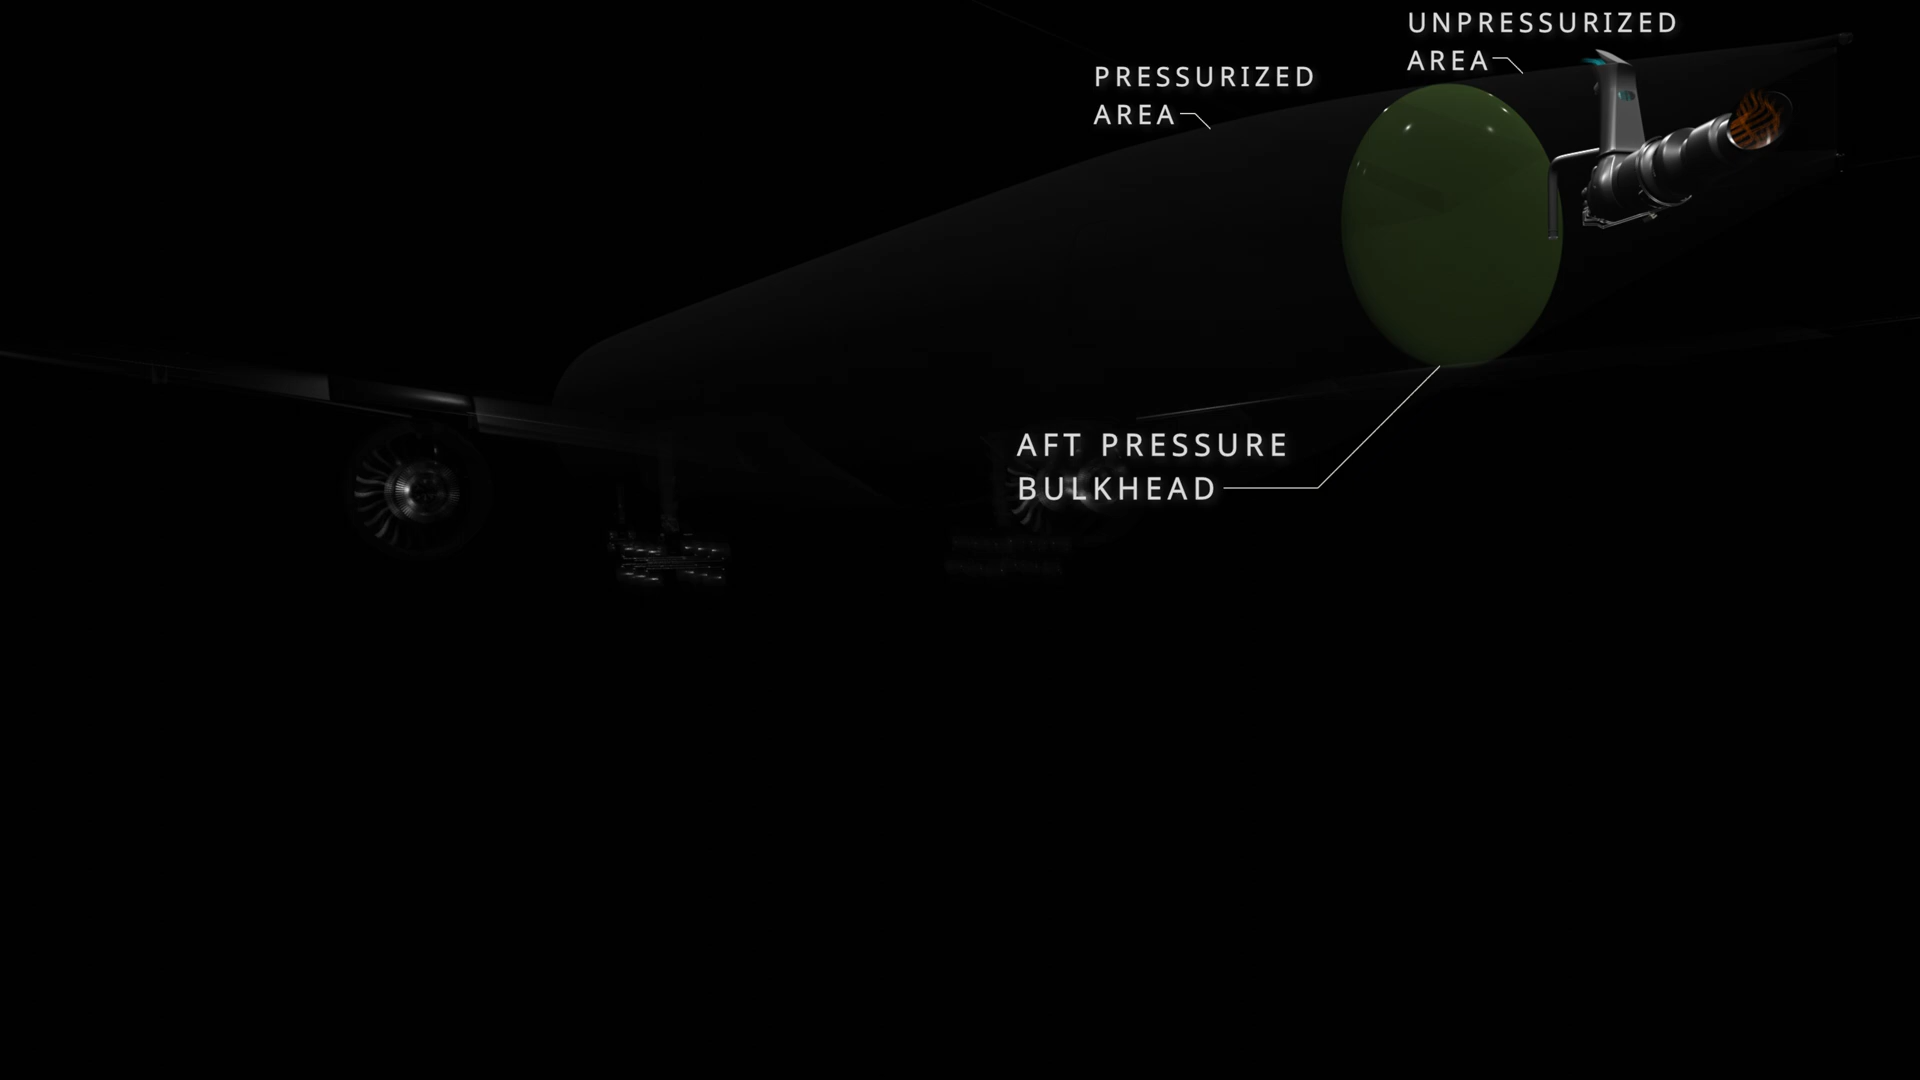 UNPRESSURIZED
AREA
PRESSURIZED
AREA
AFT PRESSURE
BULKHEAD